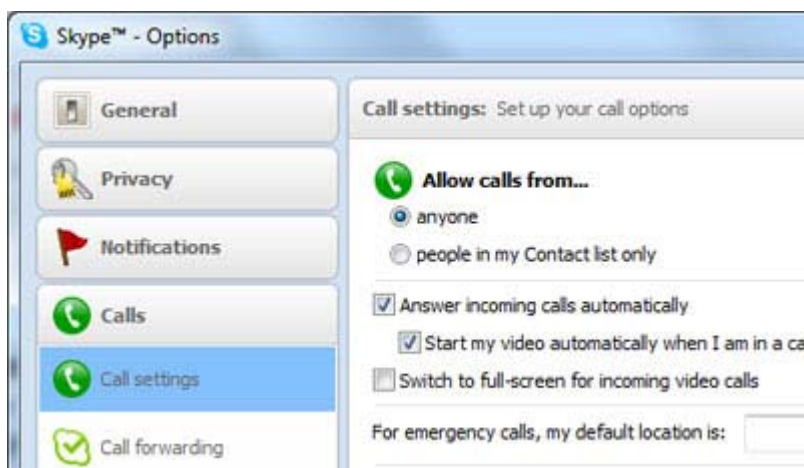 Skype™ - Options
General
Privacy
Notifications
Calls
Call settings
Call forwarding
Call settings: Set up your call options
Allow calls from...
anyone
people in my Contact list only
Answer incoming calls automatically
Start my video automatically when I am in a ca
Switch to full-screen for incoming video calls
For emergency calls, my default location is: